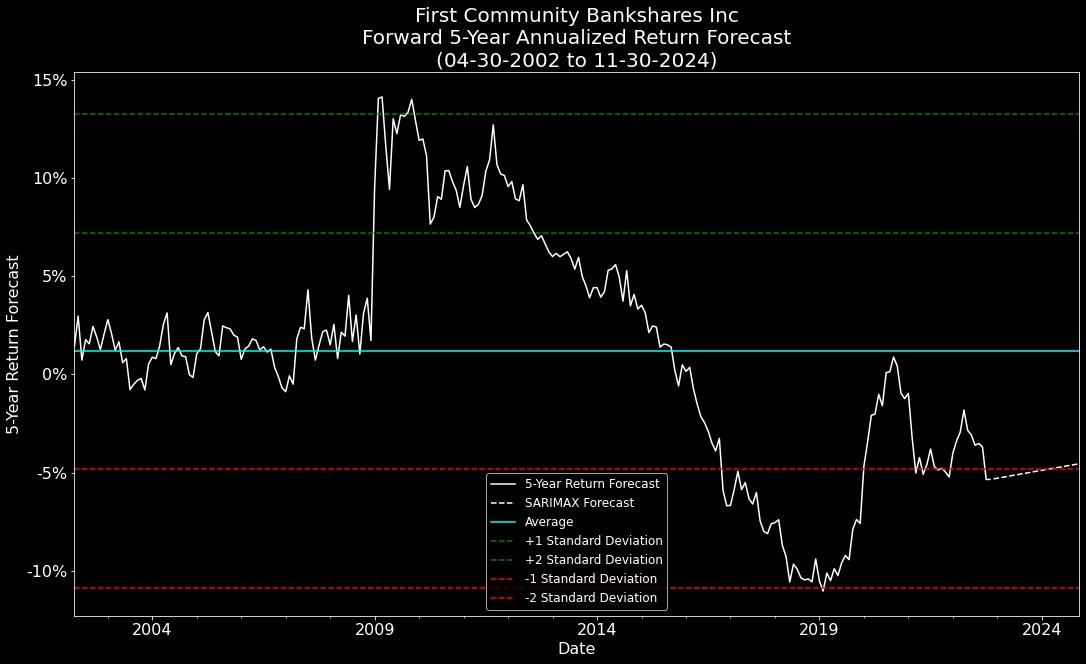 First Community Bankshares Inc
Forward 5-Year Annualized Return Forecast
(04-30-2002 to 11-30-2024)
15%
10%
5%
0%
-5%
-10%
5-Year Return Forecast
5-Year Return Forecast
SARIMAX Forecast
Average
+1 Standard Deviation
+2 Standard Deviation
-1 Standard Deviation
-2 Standard Deviation
2004
2009
2014
2019
2024
Date